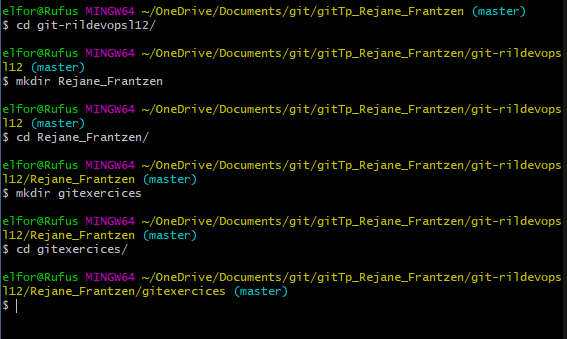 elfor@Rufus MINGW64 ~/OneDrive/Documents/git/gitTp_Rejane_Frantzen (master)
$ cd git-rildevopsl12/
elfor@Rufus MINGW64 ~/OneDrive/Documents/git/gitTp_Rejane_Frantzen/git-rildevops
l12 (master)
$ mkdir Rejane_Frantzen
elfor@Rufus MINGW64 ~/OneDrive/Documents/git/gitTp_Rejane_Frantzen/git-rildevops
l12 (master)
$ cd Rejane_Frantzen/
elfor@Rufus MINGW64 ~/OneDrive/Documents/git/gitTp_Rejane_Frantzen/git-rildevops
l12/Rejane_Frantzen (master)
$ mkdir gitexercices
elfor@Rufus MINGW64 ~/OneDrive/Documents/git/gitTp_Rejane_Frantzen/git-rildevops
l12/Rejane_Frantzen (master)
$ cd gitexercices/
elfor@Rufus MINGW64 ~/OneDrive/Documents/git/gitTp_Rejane_Frantzen/git-rildevops
l12/Rejane_Frantzen/gitexercices (master)
$